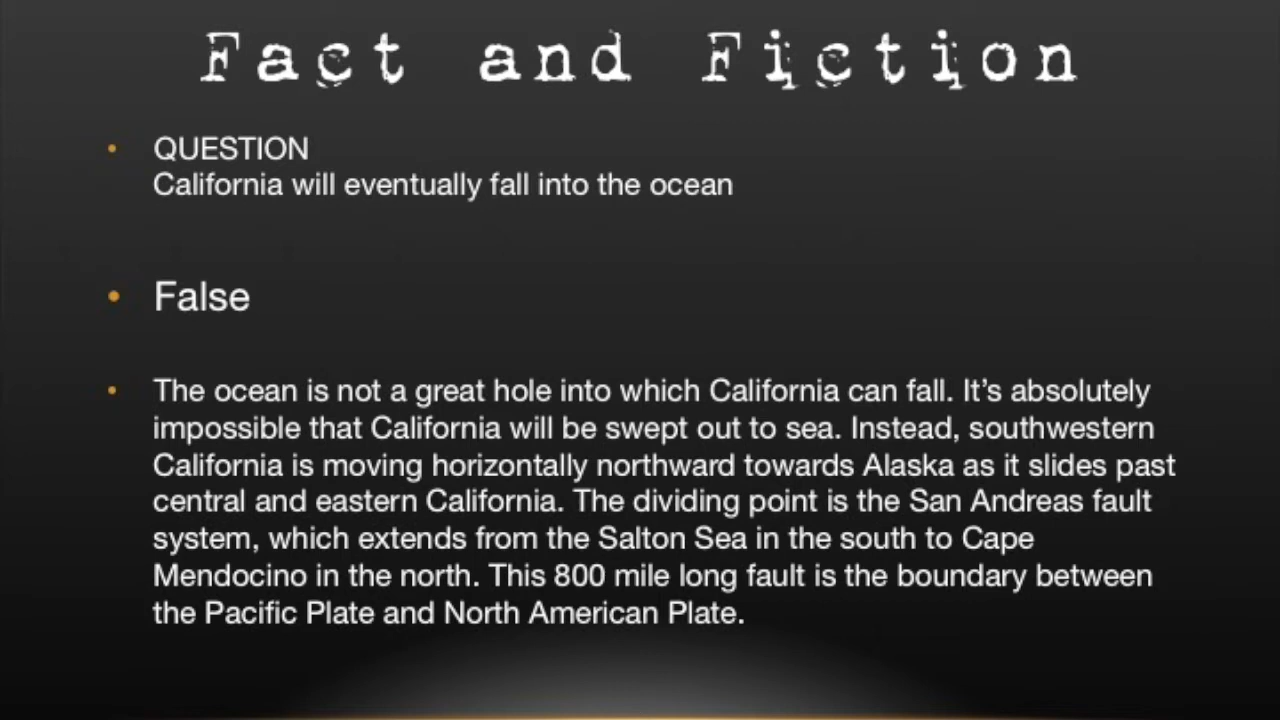 Fact and Fiction
• QUESTION
California will eventually fall into the ocean
• False
• The ocean is not a great hole into which California can fall. It’s absolutely
impossible that California will be swept out to sea. Instead, southwestern
California is moving horizontally northward towards Alaska as it slides past
central and eastern California. The dividing point is the San Andreas fault
system, which extends from the Salton Sea in the south to Cape
Mendocino in the north. This 800 mile long fault is the boundary between
the Pacific Plate and North American Plate.